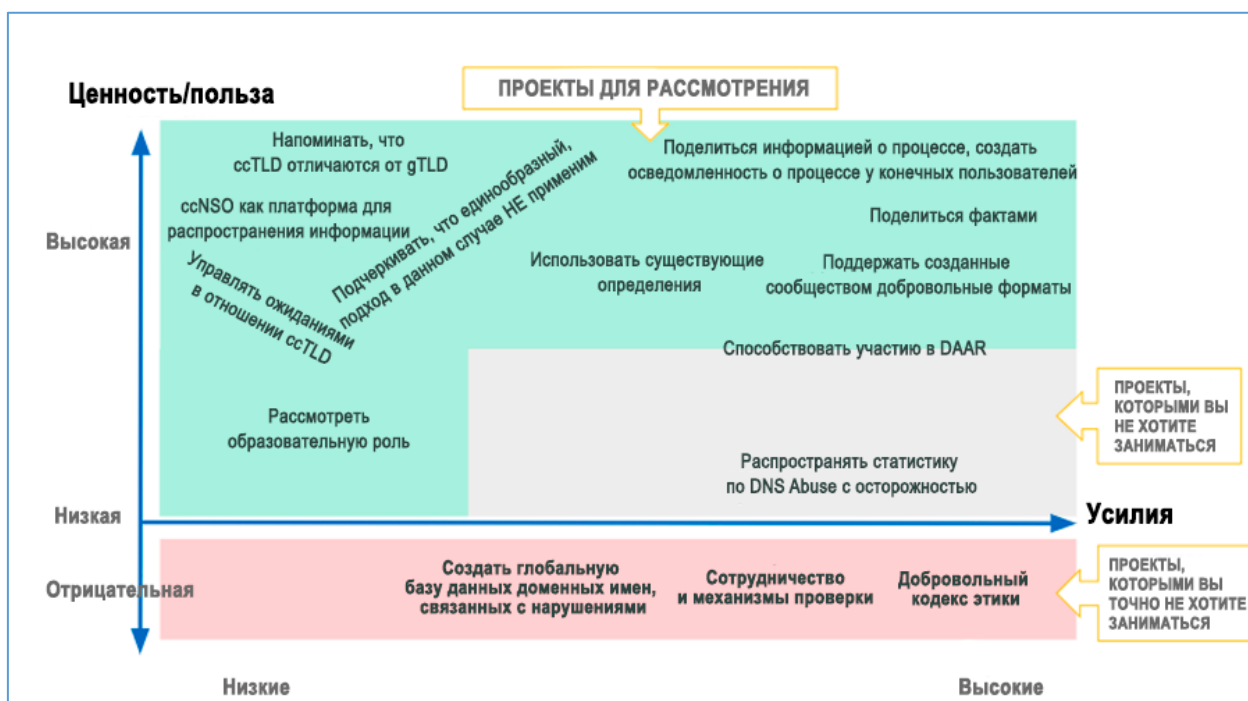 ПРОЕКТЫ ДЛЯ РАССМОТРЕНИЯ
Ценность/польза
Напоминать, что
ccTLD отличаются от gTLD
Подчеркивать, что единообразный,
подход в данном случае НЕ применим
Поделиться информацией о процессе, создать
осведомленность о процессе у конечных пользователей
ccNSO как платформа для
распространения информации
Поделиться фактами
Высокая
Управлять ожиданиями
в отношении ccTLD
Использовать существующие
определения
Поддержать созданные
сообществом добровольные форматы
Способствовать участию в DAAR
ПРОЕКТЫ,
КОТОРЫМИ ВЫ
НЕ ХОТИТЕ
ЗАНИМАТЬСЯ
Рассмотреть
образовательную роль
Распространять статистику
по DNS Abuse с осторожностью
Низкая
Усилия
Отрицательная
Создать глобальную
базу данных доменных имен,
связанных с нарушениями
Сотрудничество
и механизмы проверки
Добровольный
кодекс этики
ПРОЕКТЫ,
КОТОРЫМИ ВЫ
ТОЧНО НЕ ХОТИТЕ
ЗАНИМАТЬСЯ
Низкие
Высокие